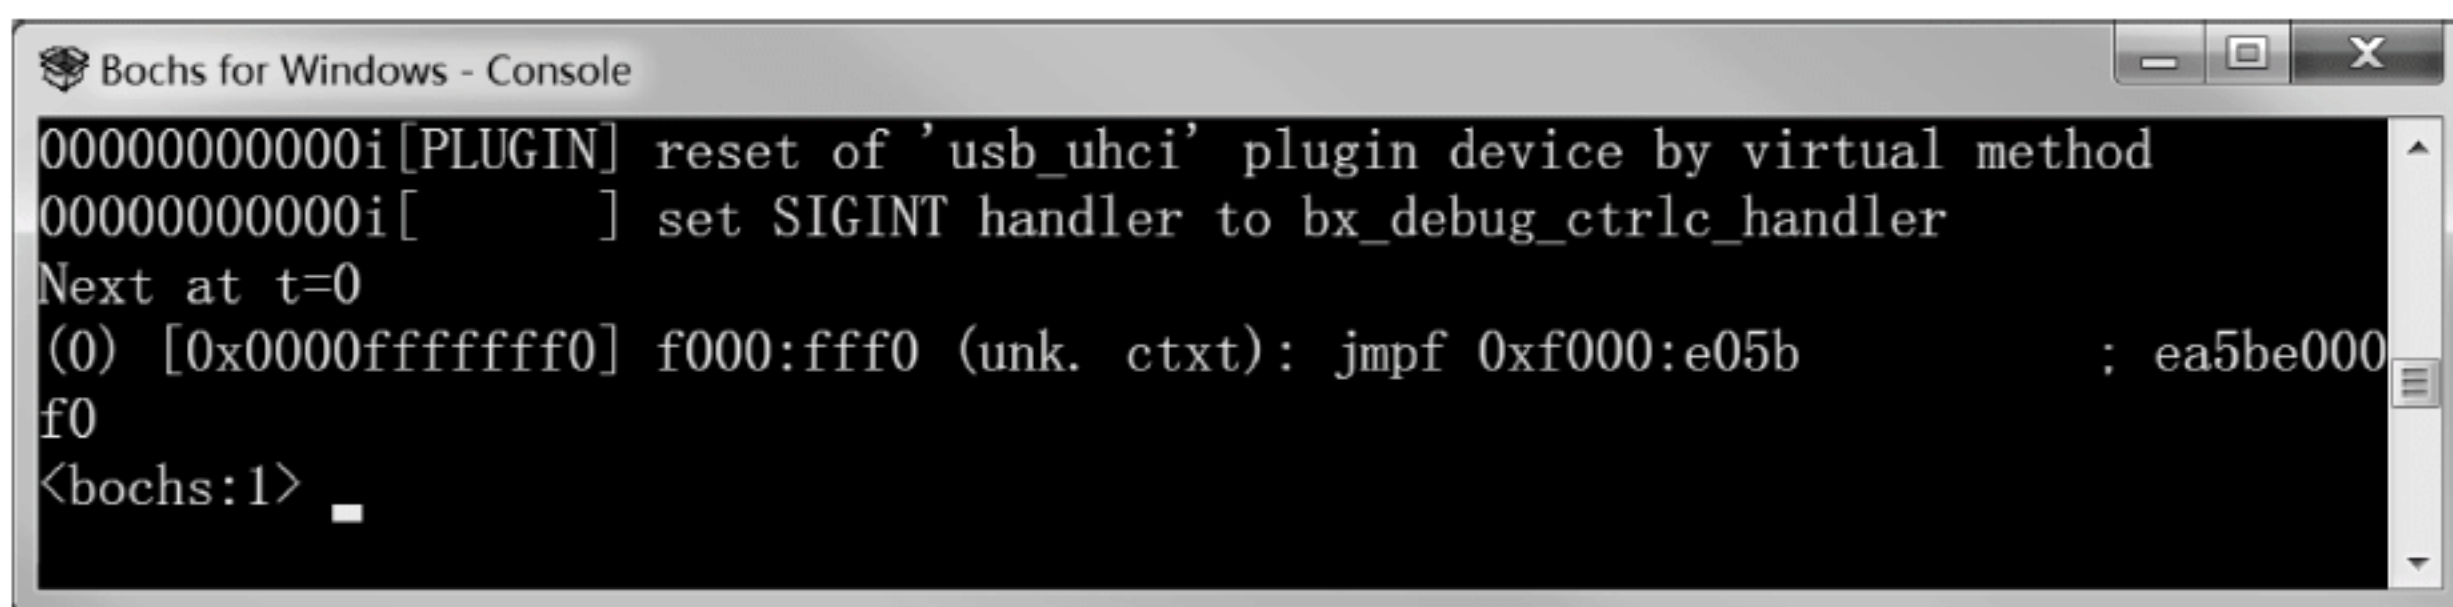 Bochs for Windows - Console
00000000000i[PLUGIN] reset of 'usb_uhci' plugin device by virtual method
00000000000i[      ] set SIGINT handler to bx_debug_ctrlc_handler
Next at t=0
(0) [0x0000fffffff0] f000:fff0 (unk. ctxt): jmpf 0xf000:e05b          ; ea5be000
f0
<bochs:1>